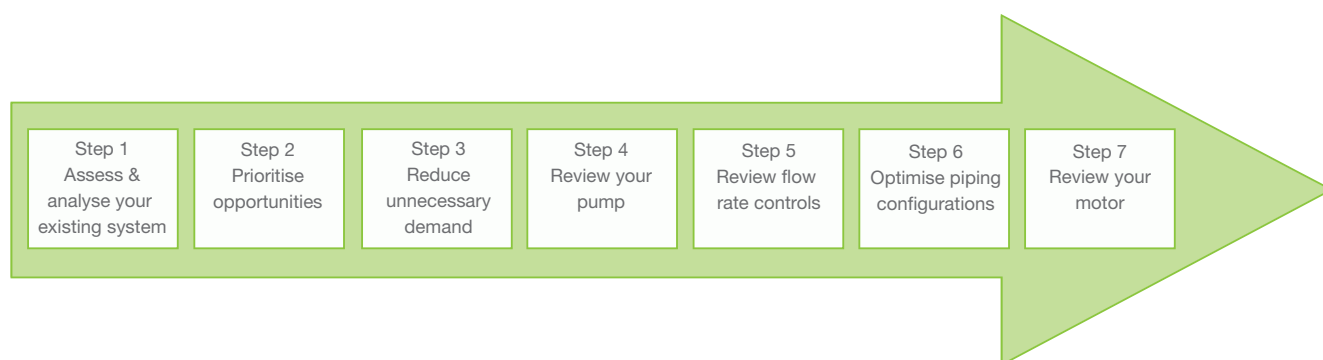 Step 1
Assess &
analyse your
existing system
Step 2
Prioritise
opportunities
Step 3
Reduce
unnecessary
demand
Step 4
Review your
pump
Step 5
Review flow
rate controls
Step 6
Optimise piping
configurations
Step 7
Review your
motor